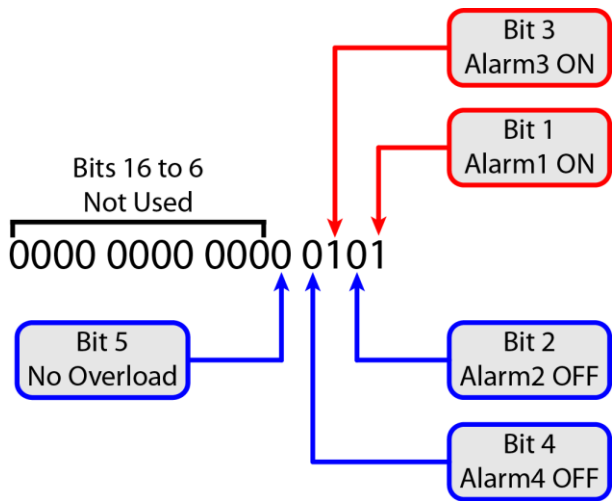 Bit 3
Alarm3 ON
Bit 1
Alarm1 ON
Bits 16 to 6
Not Used
0000 0000 0000 0101
Bit 5
No Overload
Bit 2
Alarm2 OFF
Bit 4
Alarm4 OFF